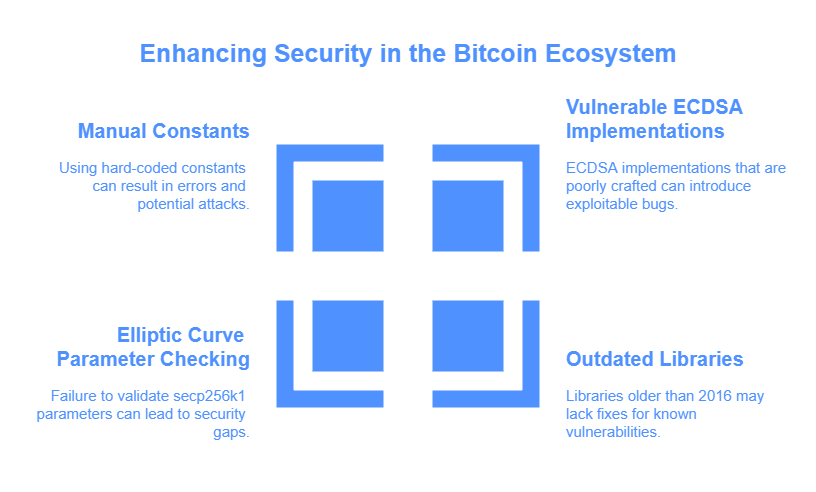 Enhancing Security in the Bitcoin Ecosystem
Manual Constants
Using hard-coded constants
can result in errors and
potential attacks.
Vulnerable ECDSA
Implementations
ECDSA implementations that are
poorly crafted can introduce
exploitable bugs.
Elliptic Curve
Parameter Checking
Failure to validate secp256k1
parameters can lead to security
gaps.
Outdated Libraries
Libraries older than 2016 may
lack fixes for known
vulnerabilities.